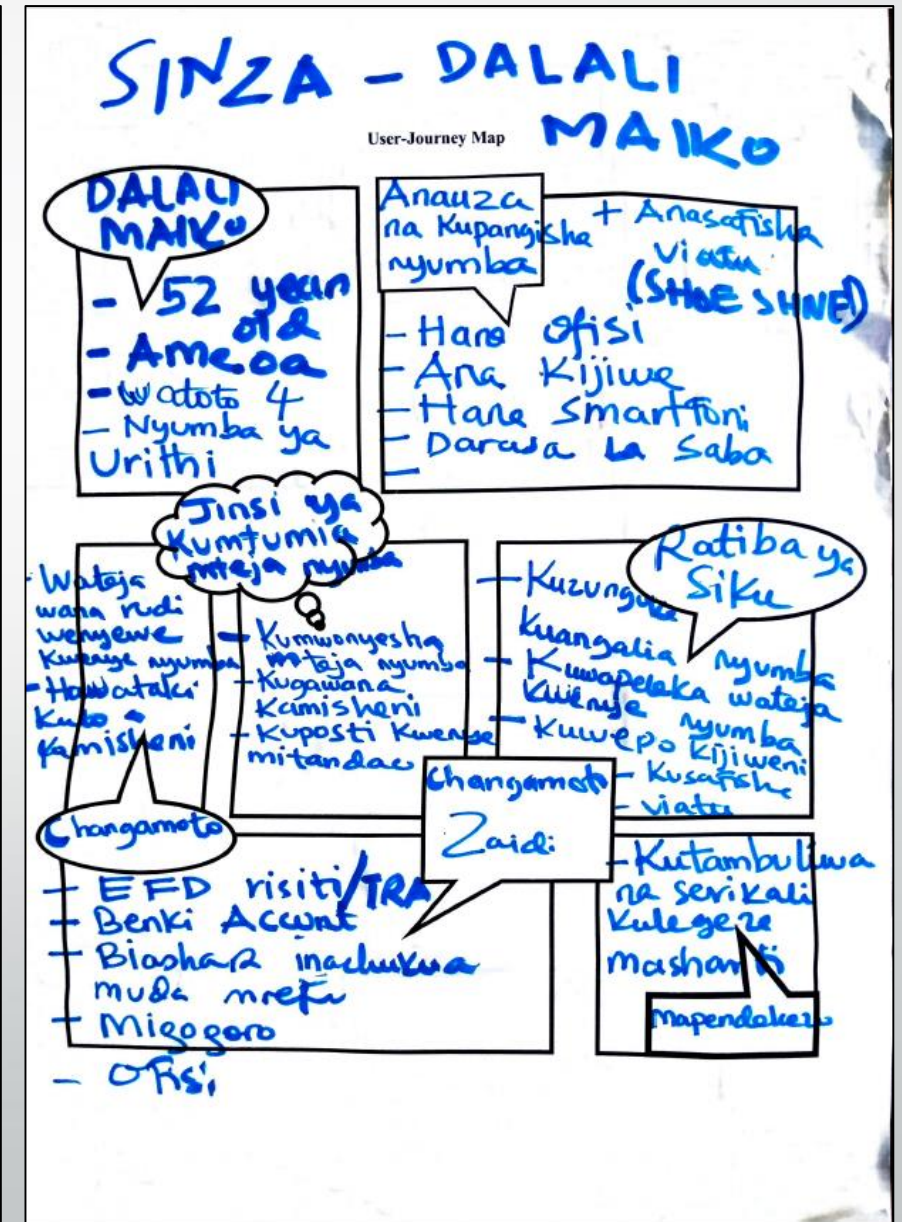 SINZA - DALALI
MAIKO
User-Journey Map
DALALI
MAIKO
- 52 year
old
- Ameoa
- Watoto 4
- Nyumba ya
Urithi
Anauza
na Kupangisha
nyumba
+ Anasafisha
viatu
(SHOE SHINE)
- Hana ofisi
- Ana Kijiwe
- Hana Smartfoni
- Darasa la Saba
-
Jinsi ya
Kumtumia
mteja nyumba
- Wateja
wana rudi
wenyewe
Kwenye nyumba
- Hawataki
Kuto a
Kamisheni
Changamoto
- Kumwonyesha
mteja nyumba
- Kugawana
Kamisheni
- Kuposti Kwenye
mitandao
Ratiba ya
Siku
- Kuzunguka
Kuangalia nyumba
- Kuwapeleka wateja
Kwenye nyumba
- Kuwepo Kijiweni
- Kusafisha
- viatu
Changamoto
Zaidi
- EFD risiti/TRA
- Benki Account
- Biashara inachukua
muda mrefu
- Migogoro
- Ofisi
- Kutambuliwa
na serikali
Kulegeza
masharti
mapendekezo